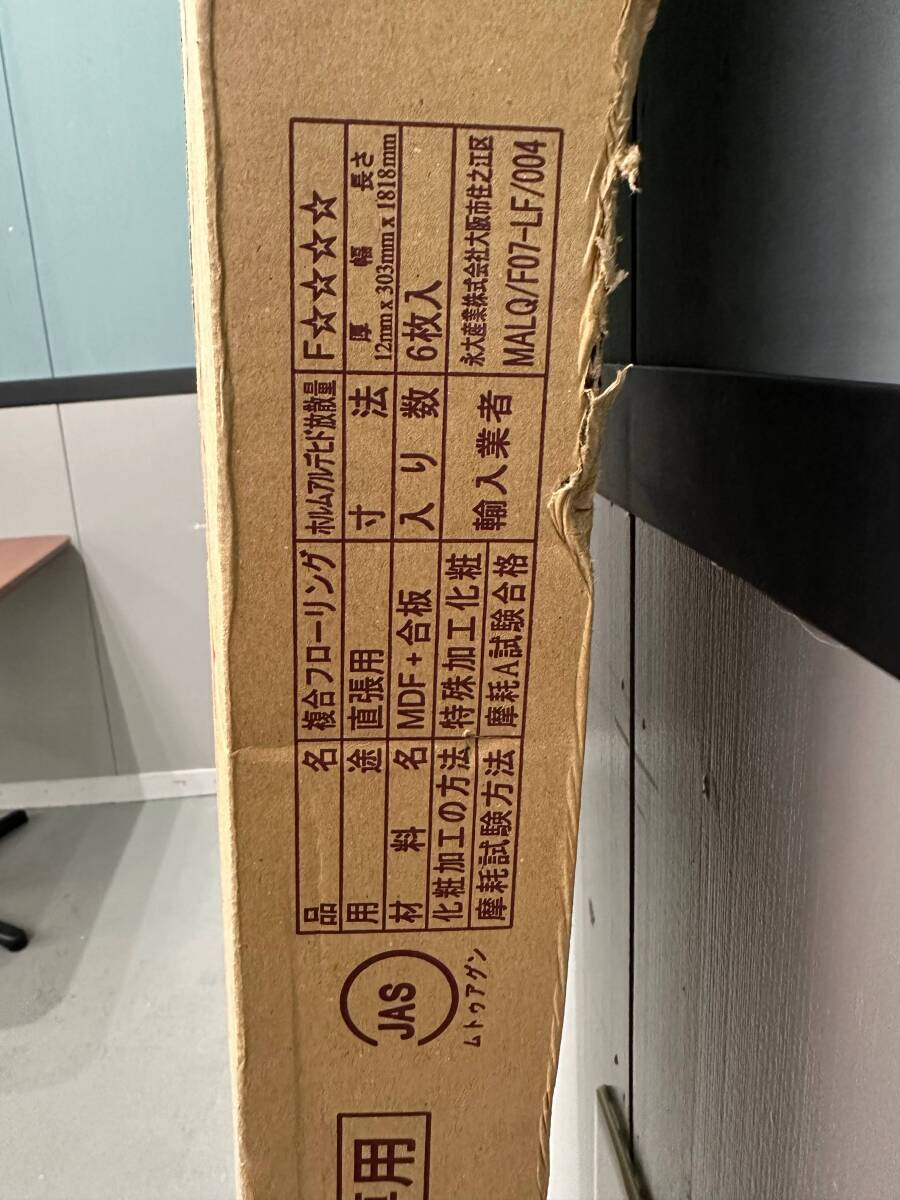 品名 複合フローリング ホルムアルデヒド放散量 F☆☆☆☆
用途 直張用 寸法 厚 幅 長さ
12mm x 303mm x 1818mm
材料名 MDF+合板 入り数 6枚入
化粧加工の方法 特殊加工化粧 輸入業者 永大産業株式会社大阪市住之江区
摩耗試験方法 摩耗A試験合格 MALQ/F07-LF/004
JAS
ムトゥアグン
用